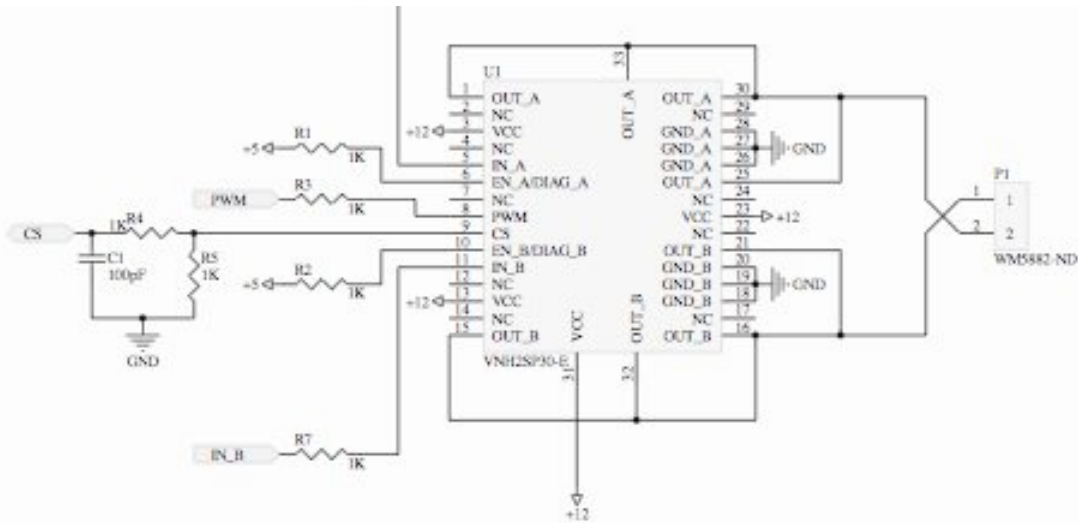 33
U1
1 OUT_A OUT_A OUT_A 30
2 NC NC 29
+12 3 VCC GND_A 28
4 NC GND_A 27 GND
5 IN_A GND_A 26
R1
+5 1K 6 EN_A/DIAG_A OUT_A 25
7 NC NC 24
PWM R3 1K 8 PWM VCC 23 +12
CS 1K R4 9 CS NC 22
10 EN_B/DIAG_B OUT_B 21
C1 100pF R5 1K
11 IN_B GND_B 20
+5 R2 1K 12 NC GND_B 19 GND
+12 13 VCC GND_B 18
14 NC NC 17
15 OUT_B VCC OUT_B OUT_B 16
GND
VNH2SP30-E
31 32
P1
1 1
2 2
WM5882-ND
IN_B R7 1K
+12